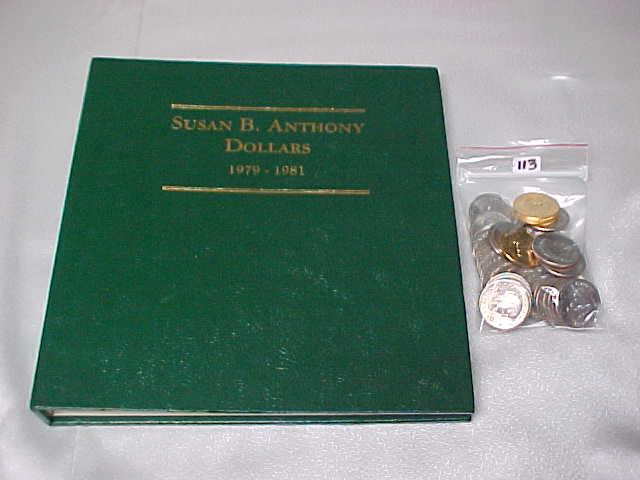 SUSAN B. ANTHONY
DOLLARS
1979 - 1981
113